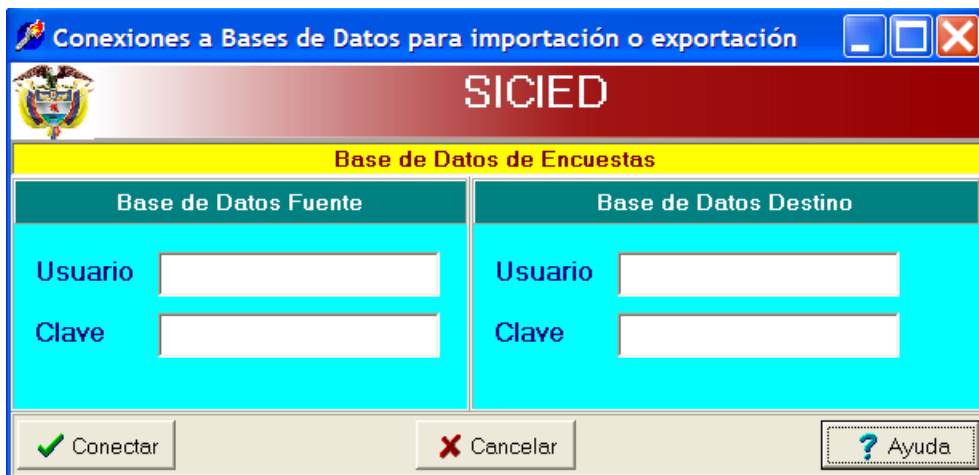 Conexiones a Bases de Datos para importación o exportación
SICIED
Base de Datos de Encuestas
Base de Datos Fuente
Usuario
Clave
Base de Datos Destino
Usuario
Clave
Conectar
Cancelar
Ayuda